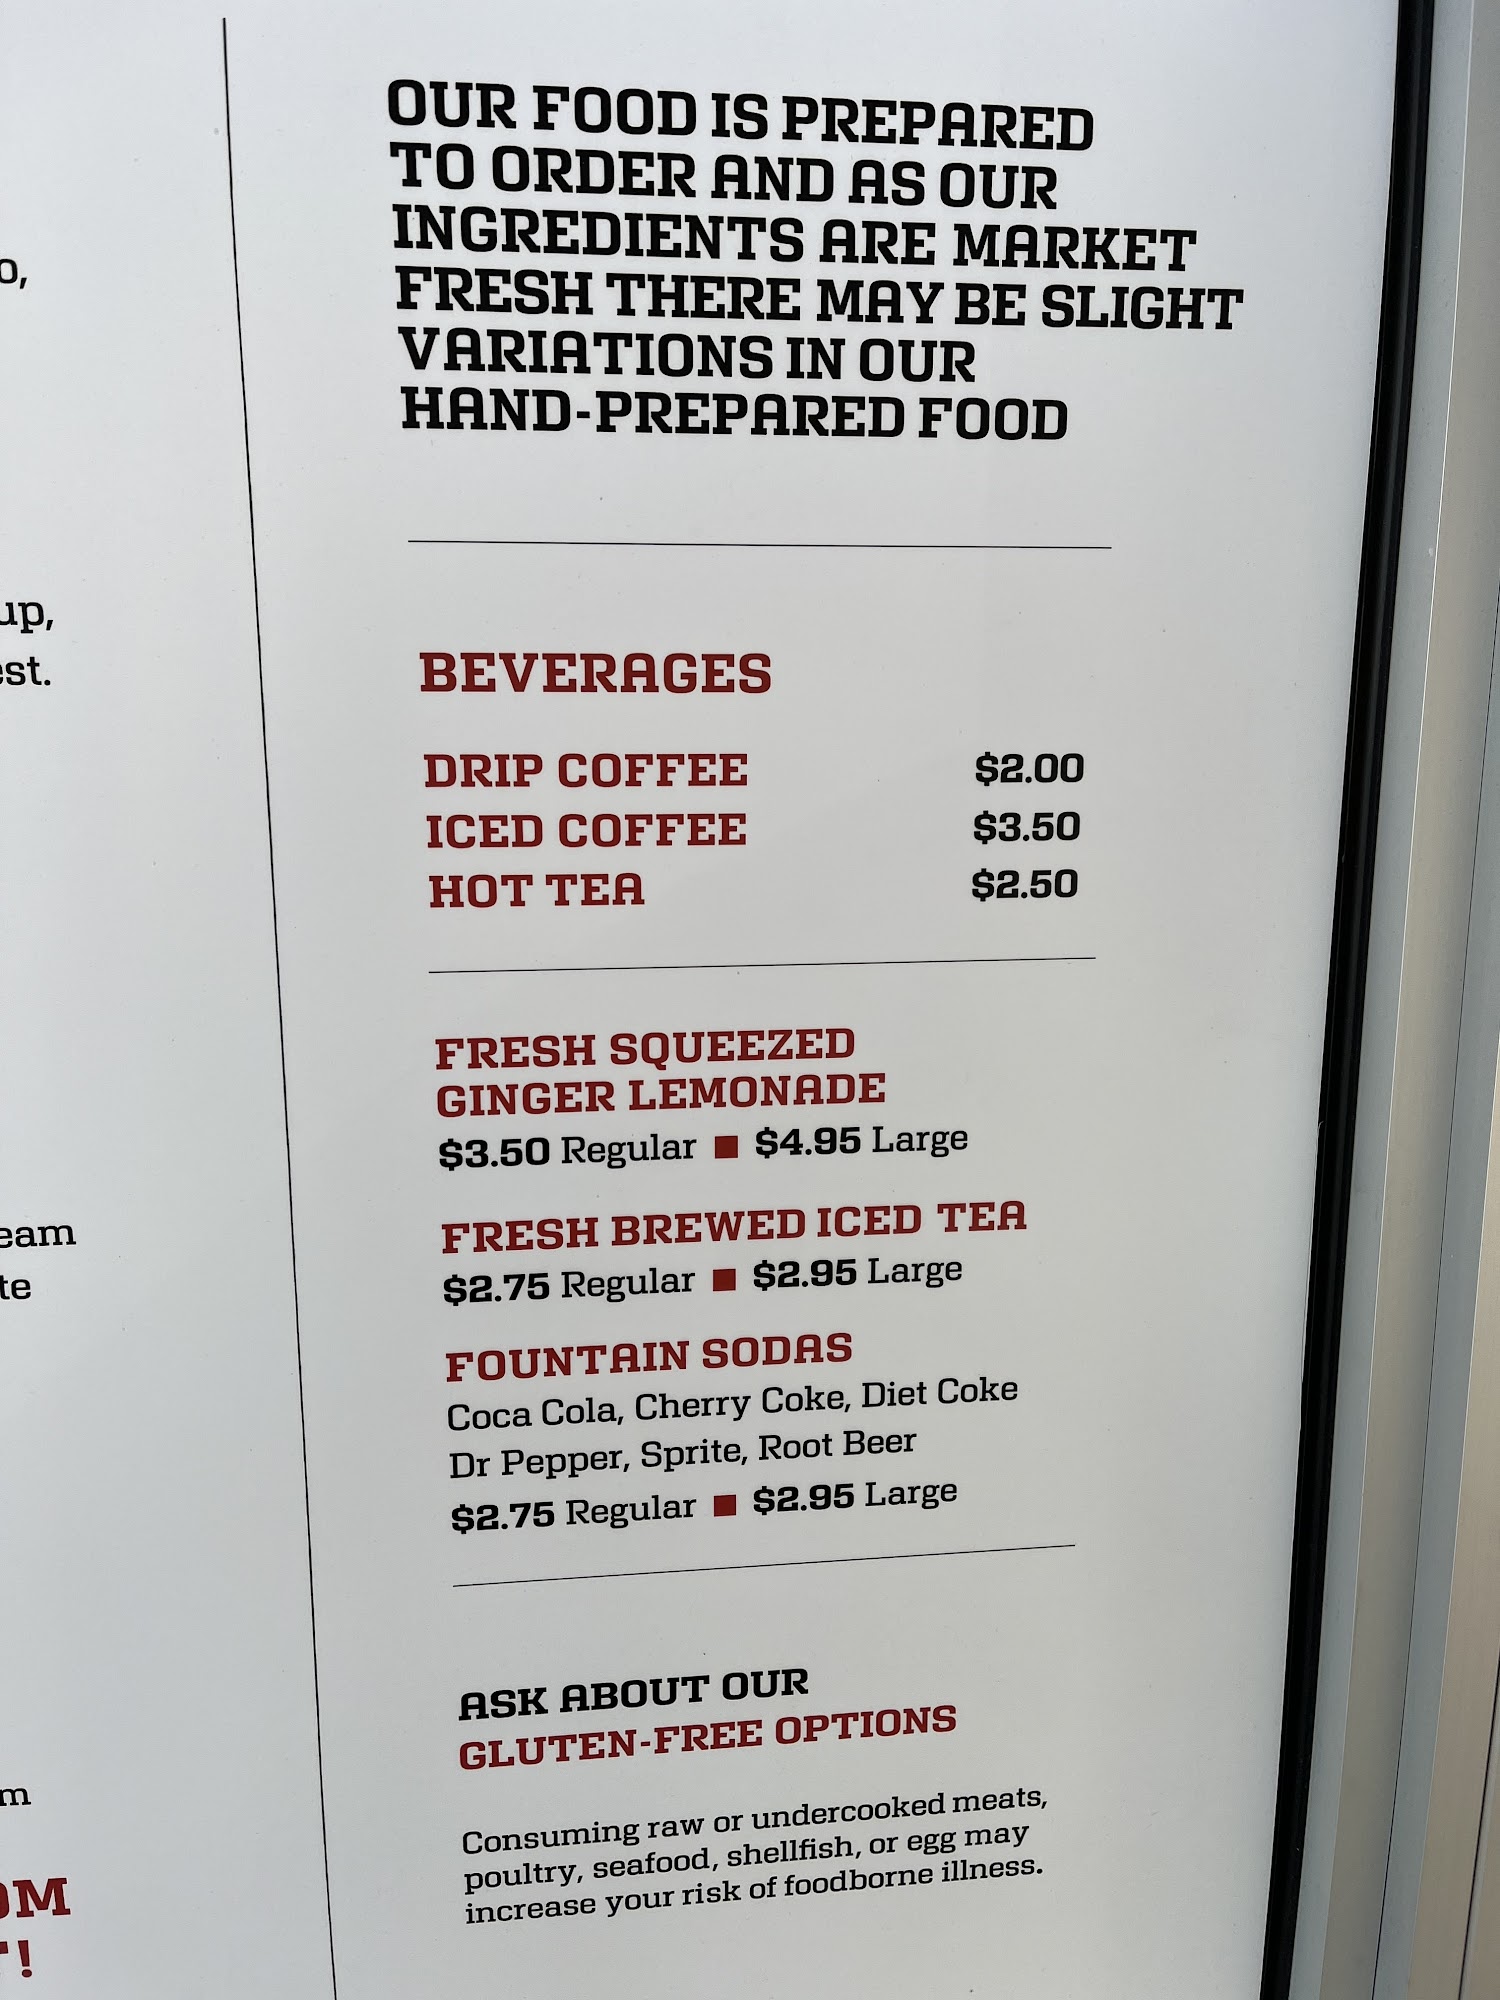 OUR FOOD IS PREPARED
TO ORDER AND AS OUR
INGREDIENTS ARE MARKET
FRESH THERE MAY BE SLIGHT
VARIATIONS IN OUR
HAND-PREPARED FOOD
BEVERAGES
DRIP COFFEE $2.00
ICED COFFEE $3.50
HOT TEA $2.50
FRESH SQUEEZED
GINGER LEMONADE
$3.50 Regular ■ $4.95 Large
FRESH BREWED ICED TEA
$2.75 Regular ■ $2.95 Large
FOUNTAIN SODAS
Coca Cola, Cherry Coke, Diet Coke
Dr Pepper, Sprite, Root Beer
$2.75 Regular ■ $2.95 Large
ASK ABOUT OUR
GLUTEN-FREE OPTIONS
Consuming raw or undercooked meats,
poultry, seafood, shellfish, or egg may
increase your risk of foodborne illness.